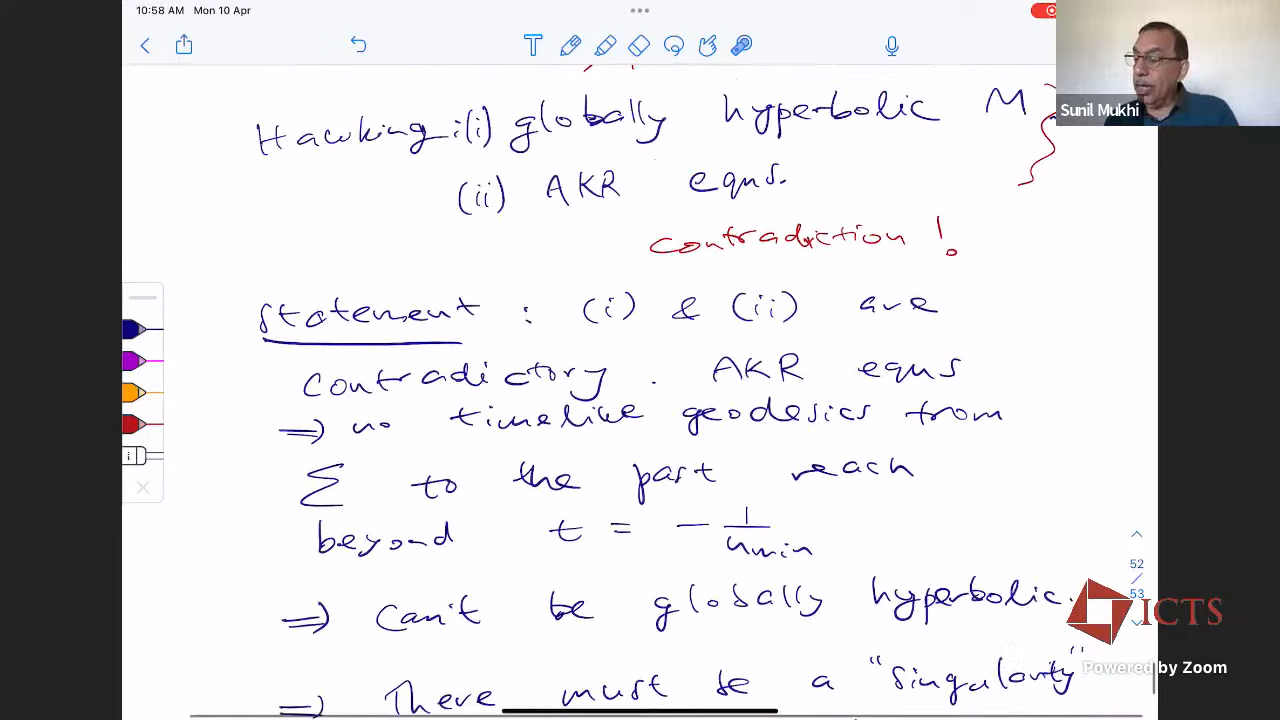 10:58 AM Mon 10 Apr
Sunil Mukhi
Hawking : (i) globally hyperbolic M
(ii) AKR equs.
contradiction !
statement : (i) & (ii) are
contradictory . AKR equs
⇒ no timelike geodesics from
Σ to the past reach
beyond t = - 1/umin
⇒ can't be globally hyperbolic.
⇒ There must be a "singularity"
52
/
53
ICTS
Powered by Zoom